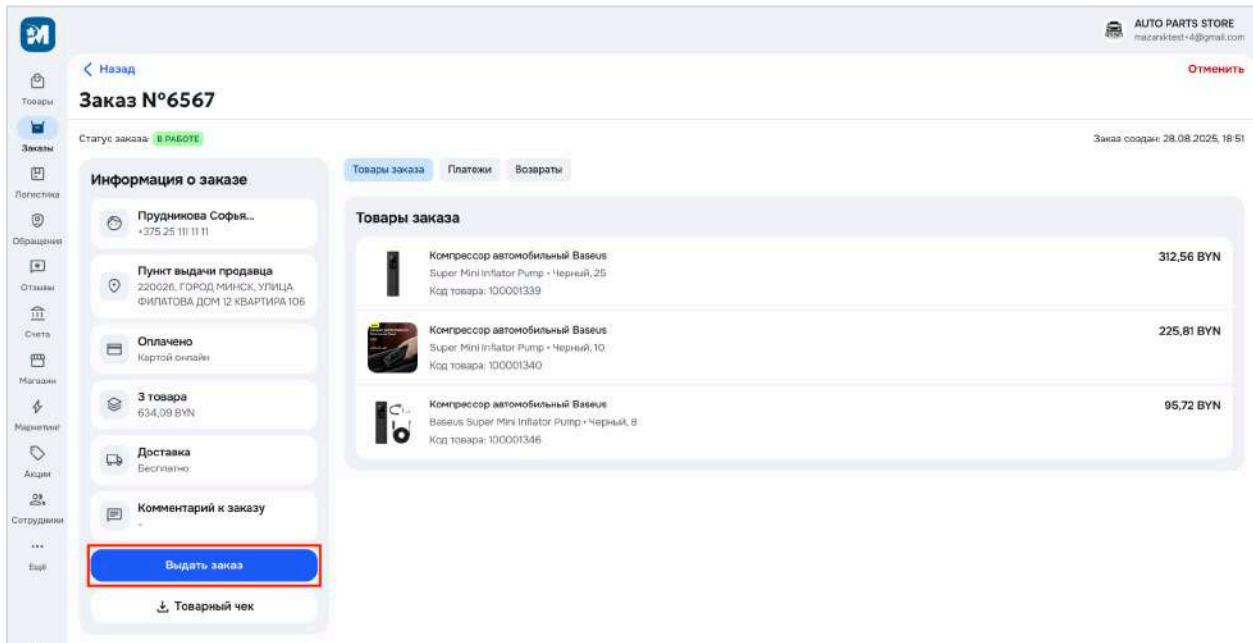 AUTO PARTS STORE
mazaniktest+4@gmail.com
Назад
Отменить
Заказ №6567
Статус заказа: В РАБОТЕ
Заказ создан: 28.08.2025, 18:51
Товары
Заказы
Логистика
Обращения
Отзывы
Счета
Магазин
Маркетинг
Акции
Сотрудники
Ещё
Информация о заказе
Прудникова Софья...
+375 25 111 11 11
Пункт выдачи продавца
220026, ГОРОД МИНСК, УЛИЦА
ФИЛАТОВА ДОМ 12 КВАРТИРА 106
Оплачено
Картой онлайн
3 товара
634,09 BYN
Доставка
Бесплатно
Комментарий к заказу
-
Выдать заказ
Товарный чек
Товары заказа
Платежи
Возвраты
Товары заказа
Компрессор автомобильный Baseus
312,56 BYN
Super Mini Inflator Pump • Черный, 25
Код товара: 100001339
Компрессор автомобильный Baseus
225,81 BYN
Super Mini Inflator Pump • Черный, 10
Код товара: 100001340
Компрессор автомобильный Baseus
95,72 BYN
Baseus Super Mini Inflator Pump • Черный, 8
Код товара: 100001346